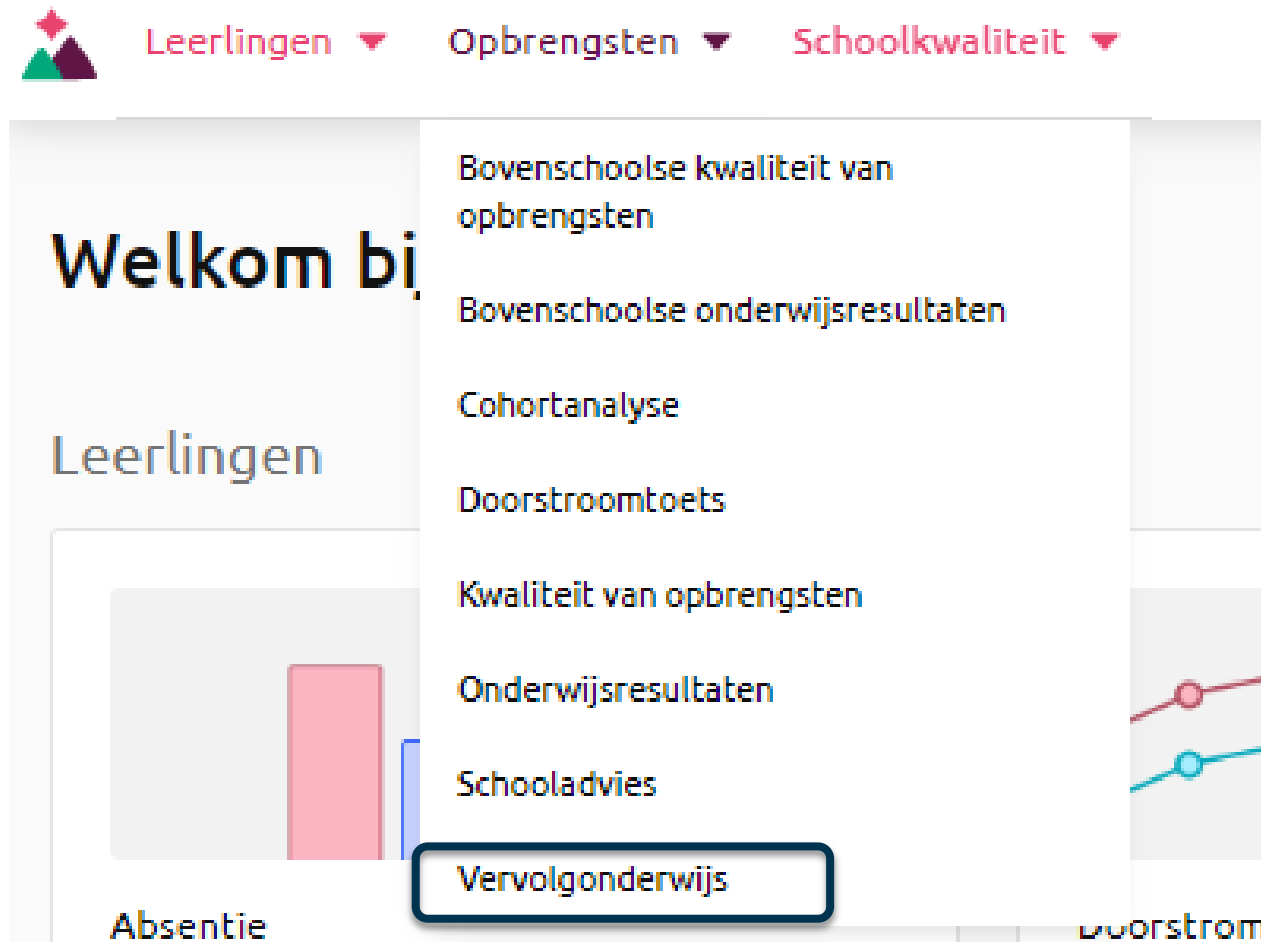 Leerlingen Opbrengsten Schoolkwaliteit
Bovenschoolse kwaliteit van
opbrengsten
Welkom bij
Bovenschoolse onderwijsresultaten
Cohortanalyse
Leerlingen
Doorstroomtoets
Kwaliteit van opbrengsten
Onderwijsresultaten
Schooladvies
Vervolgonderwijs
Absentie
Doorstrom